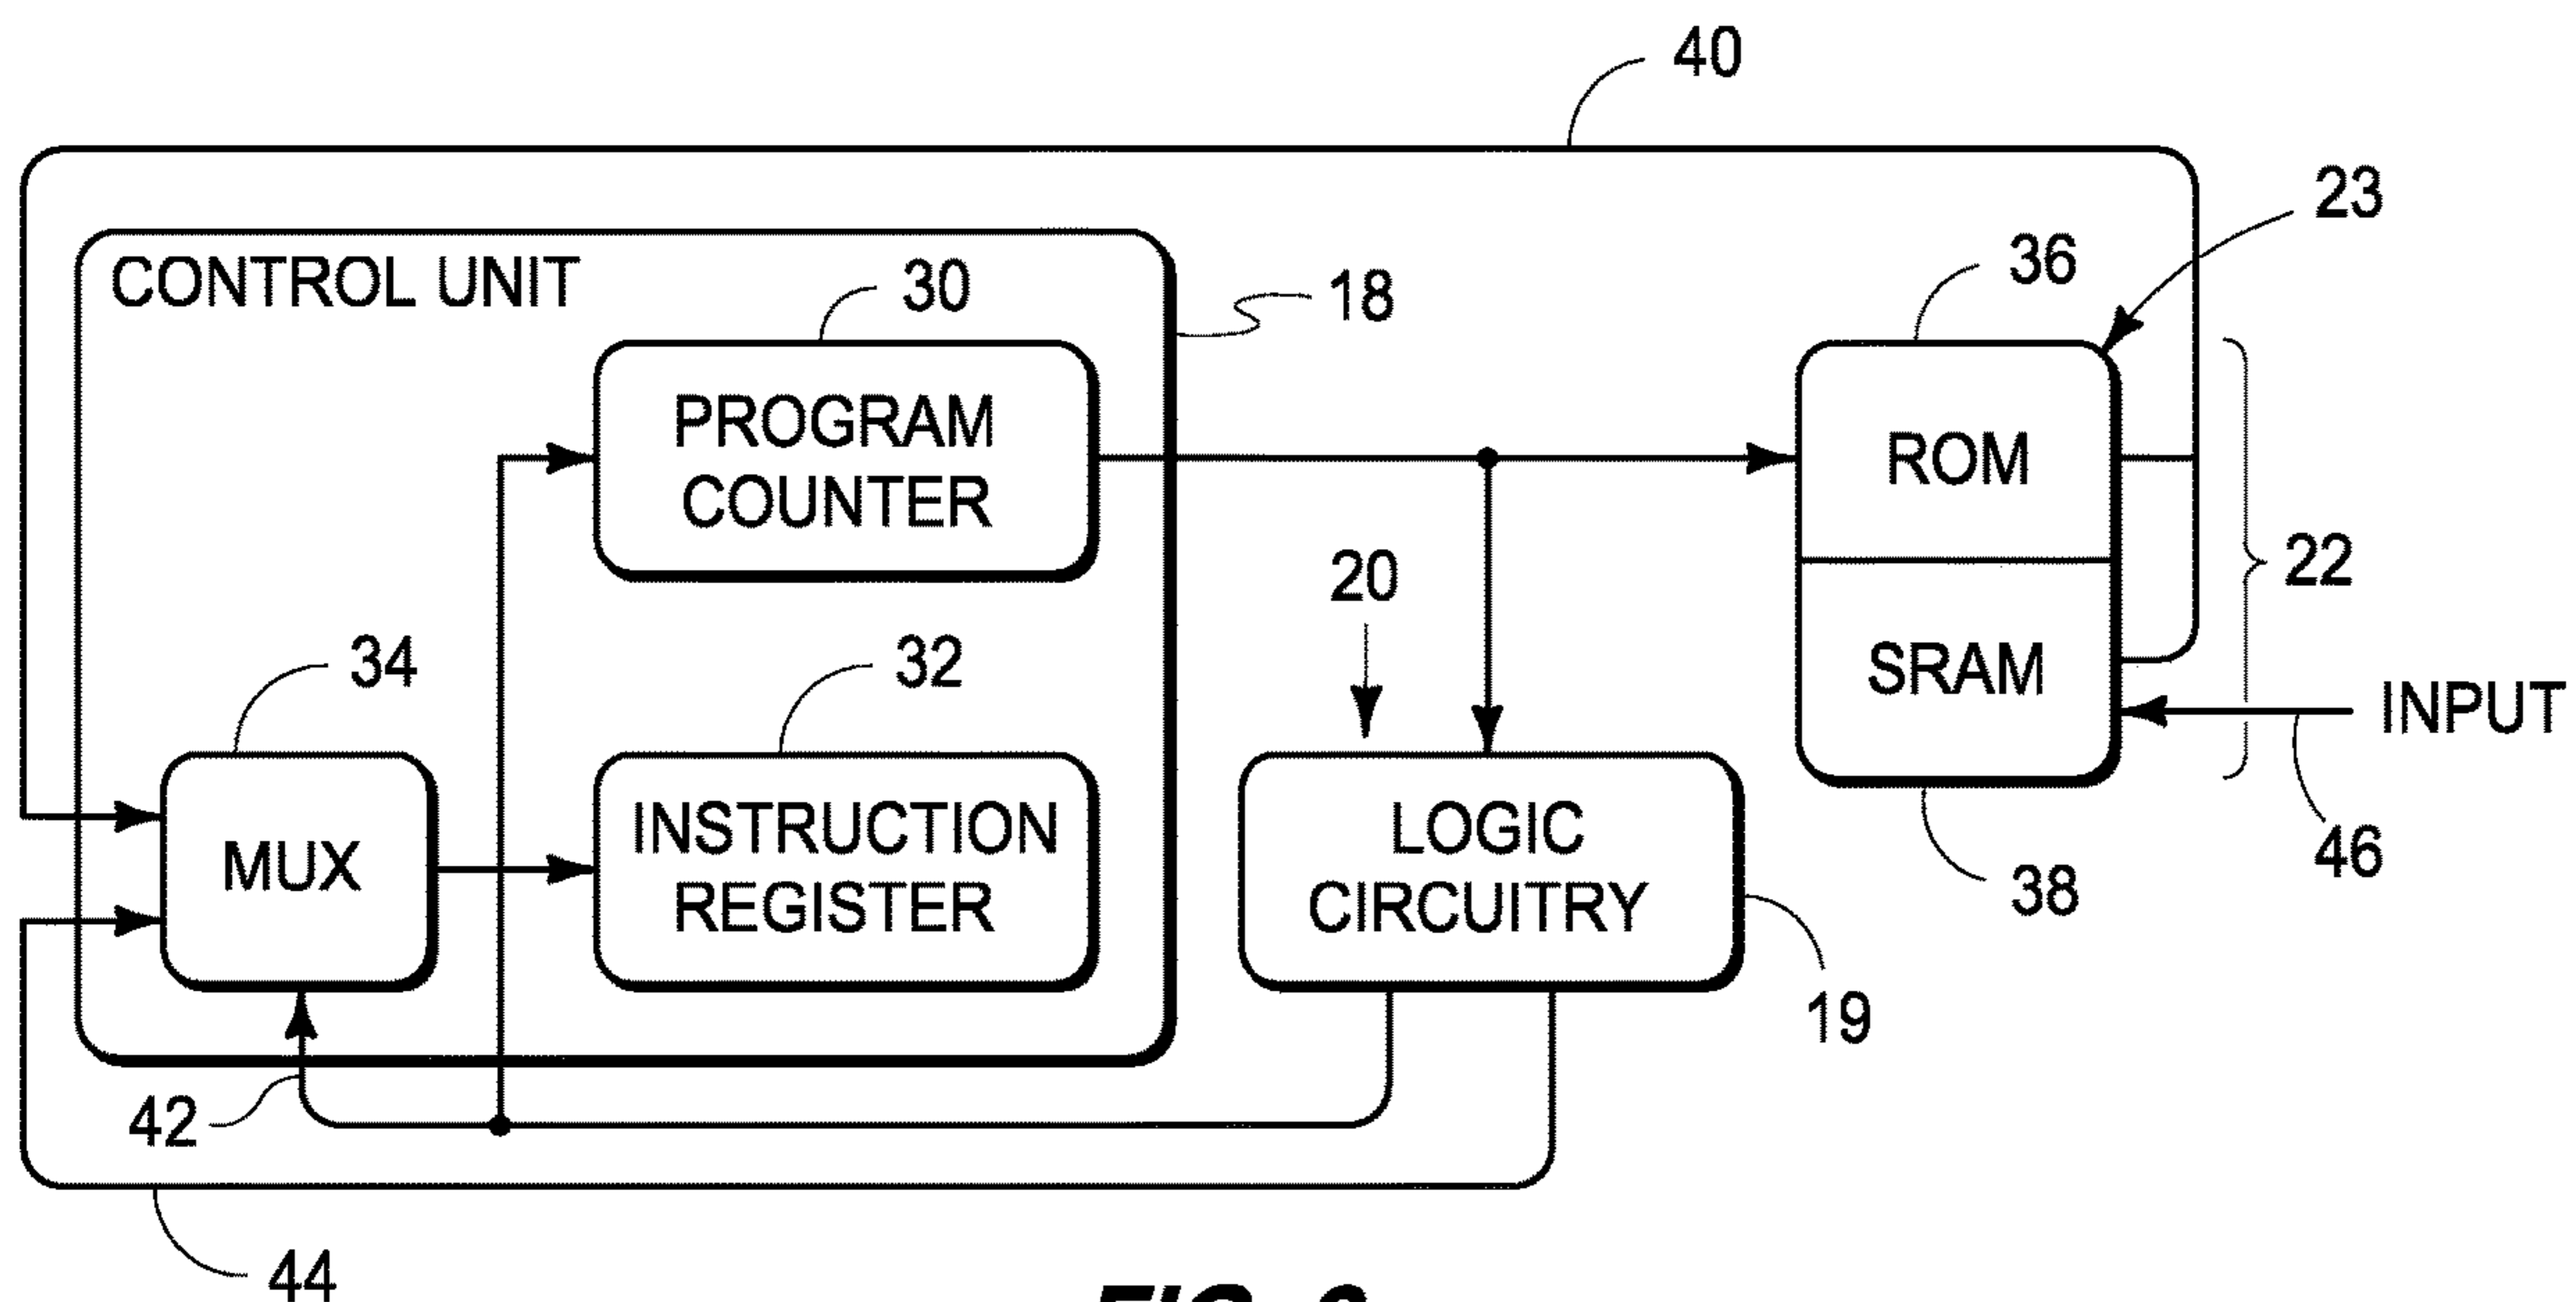 40
23
CONTROL UNIT
30
18
36
PROGRAM
COUNTER
ROM
20
22
34
32
SRAM
INPUT
MUX
INSTRUCTION
REGISTER
LOGIC
CIRCUITRY
46
38
19
42
44